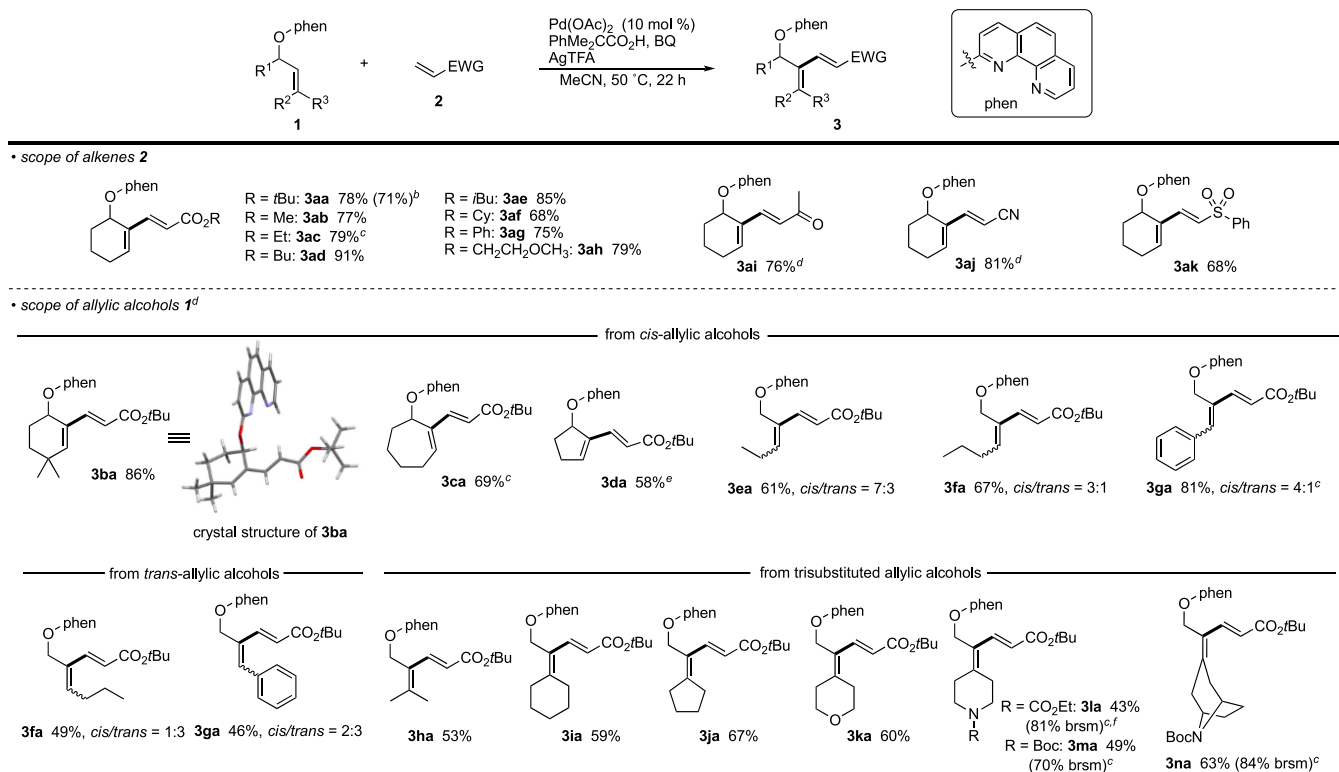 O-phen
R1
R2 R3
1
+
EWG
2
Pd(OAc)2 (10 mol %)
PhMe2CCO2H, BQ
AgTFA
MeCN, 50 ˚C, 22 h
O-phen
R1
EWG
R2 R3
3
N
N
phen
• scope of alkenes 2
O-phen
CO2R
R = tBu: 3aa 78% (71%)b
R = Me: 3ab 77%
R = Et: 3ac 79%c
R = Bu: 3ad 91%
R = iBu: 3ae 85%
R = Cy: 3af 68%
R = Ph: 3ag 75%
R = CH2CH2OCH3: 3ah 79%
O-phen
O
3ai 76%d
O-phen
CN
3aj 81%d
O-phen
O O
S
Ph
3ak 68%
• scope of allylic alcohols 1d
from cis-allylic alcohols
O-phen
CO2tBu
3ba 86%
crystal structure of 3ba
O-phen
CO2tBu
3ca 69%c
O-phen
CO2tBu
3da 58%e
O-phen
CO2tBu
3ea 61%, cis/trans = 7:3
O-phen
CO2tBu
3fa 67%, cis/trans = 3:1
O-phen
CO2tBu
3ga 81%, cis/trans = 4:1c
from trans-allylic alcohols
O-phen
CO2tBu
3fa 49%, cis/trans = 1:3
O-phen
CO2tBu
3ga 46%, cis/trans = 2:3
from trisubstituted allylic alcohols
O-phen
CO2tBu
3ha 53%
O-phen
CO2tBu
3ia 59%
O-phen
CO2tBu
3ja 67%
O-phen
CO2tBu
O
3ka 60%
O-phen
CO2tBu
N
R
R = CO2Et: 3la 43%
(81% brsm)c,f
R = Boc: 3ma 49%
(70% brsm)c
O-phen
CO2tBu
BocN
3na 63% (84% brsm)c